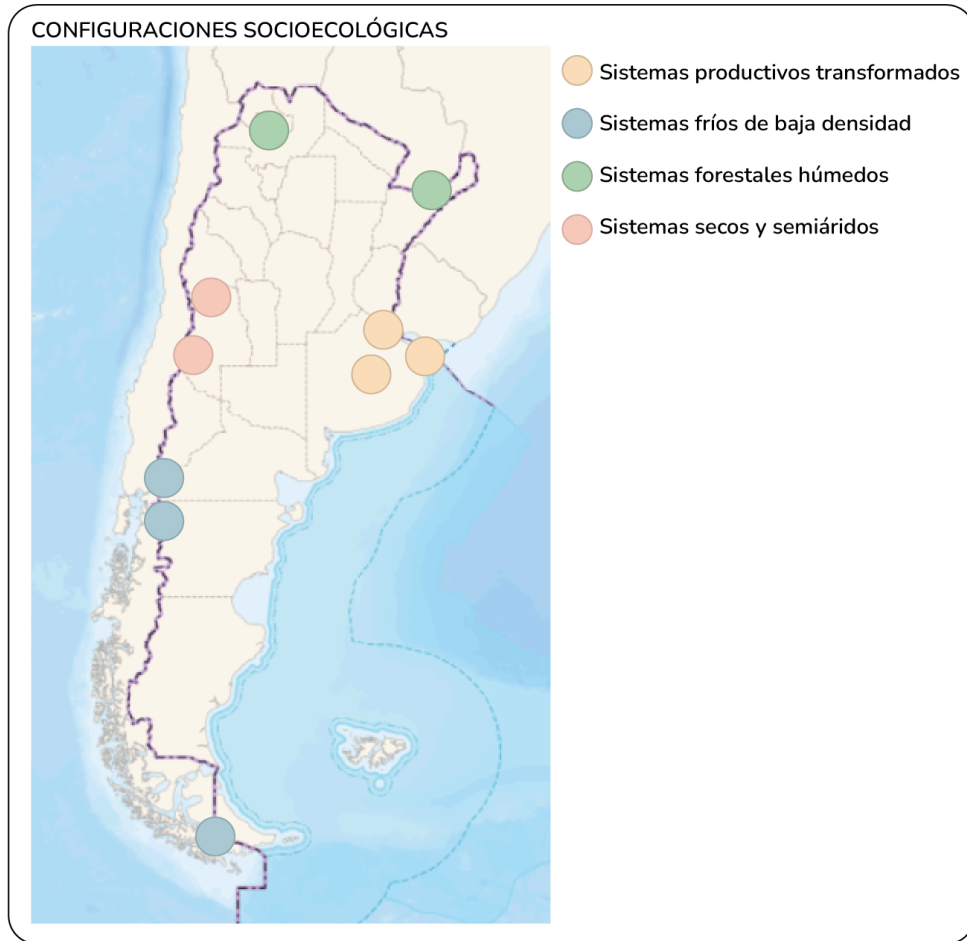 CONFIGURACIONES SOCIOECOLÓGICAS
Sistemas productivos transformados
Sistemas fríos de baja densidad
Sistemas forestales húmedos
Sistemas secos y semiáridos